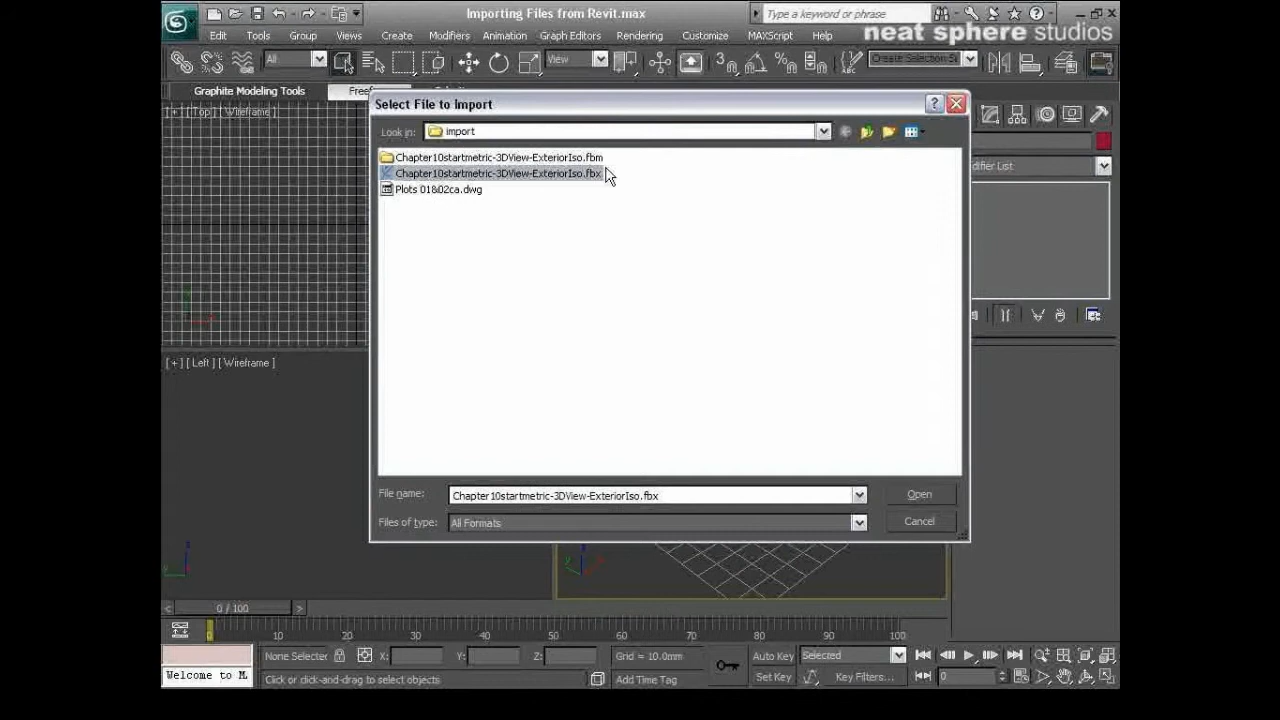 Importing Files from Revit.max
Type a keyword or phrase
neat sphere studios
Edit Tools Group Views Create Modifiers Animation Graph Editors Rendering Customize MAXScript Help
All
View
3
Graphite Modeling Tools
[ + ] [ Top ] [ Wireframe ]
Select File to Import
Look in: import
Chapter10startmetric-3DView-ExteriorIso.fbm
Chapter10startmetric-3DView-ExteriorIso.fbx
Plots 01&02ca.dwg
[ + ] [ Left ] [ Wireframe ]
File name: Chapter10startmetric-3DView-ExteriorIso.fbx Open
Files of type: All Formats Cancel
0 / 100
0 10 20 30 40 50 60 70 80 90 100
None Selected X: Y: Z: Grid = 10.0mm Auto Key Selected
Welcome to M
Click or click-and-drag to select objects Add Time Tag Set Key Key Filters... 0